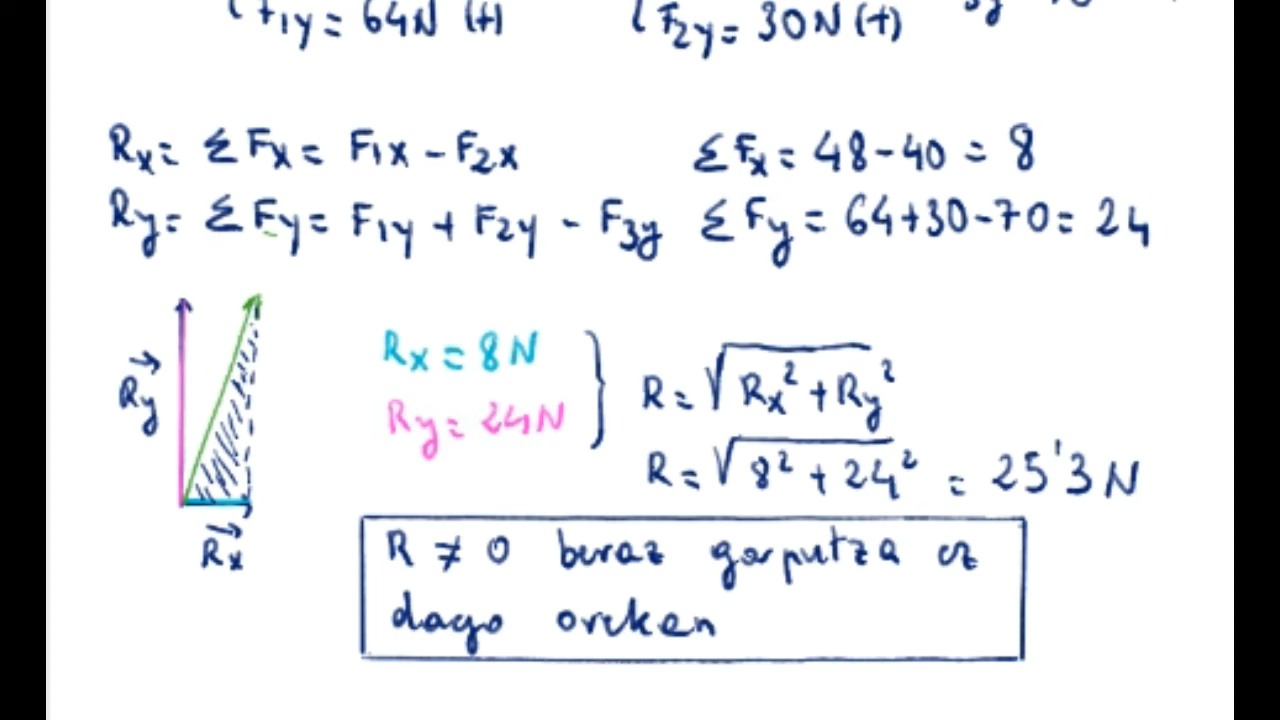 F1y = 64N (+) F2y = 30N (+)
Rx = ΣFx = F1x - F2x ΣFx = 48-40 = 8
Ry = ΣFy = F1y + F2y - F3y ΣFy = 64+30-70 = 24
Rx = 8N
Ry = 24N
R = √Rx² + Ry²
R = √8² + 24² = 25'3 N
Ry
Rx
R ≠ 0 beraz gorputza ez
dago orekan